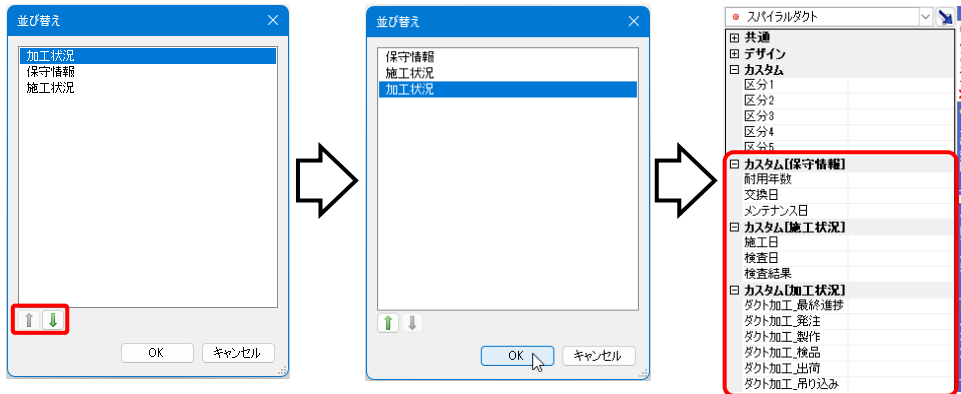 並び替え
加工状況
保守情報
施工状況
OK
キャンセル
並び替え
保守情報
施工状況
加工状況
OK
キャンセル
スパイラルダクト
共通
デザイン
カスタム
区分1
区分2
区分3
区分4
区分5
カスタム[保守情報]
耐用年数
交換日
メンテナンス日
カスタム[施工状況]
施工日
検査日
検査結果
カスタム[加工状況]
ダクト加工_最終進捗
ダクト加工_発注
ダクト加工_製作
ダクト加工_検品
ダクト加工_出荷
ダクト加工_吊り込み